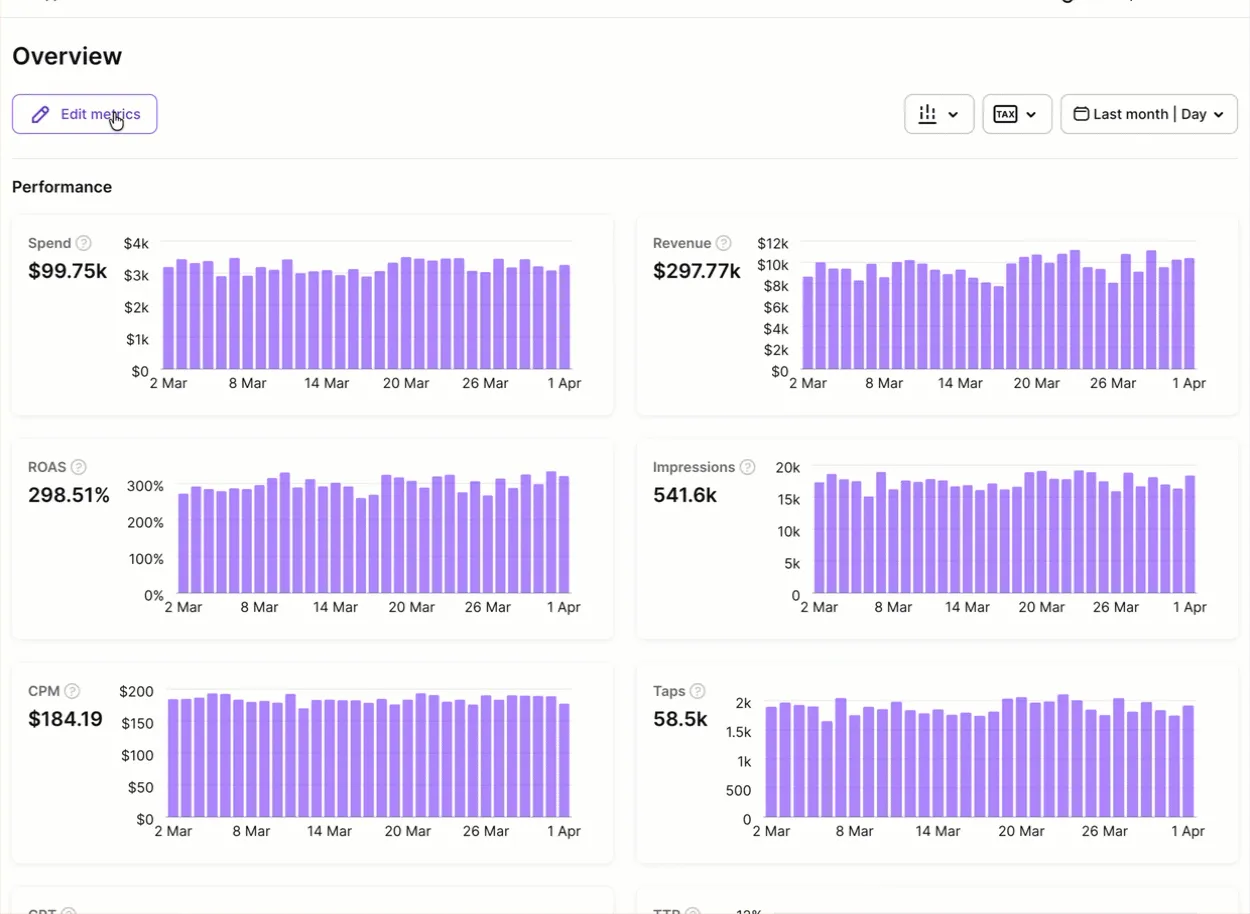 Overview
Edit metrics
TAX
Last month | Day
Performance
Spend
$99.75k
$4k
$3k
$2k
$1k
$0
2 Mar 8 Mar 14 Mar 20 Mar 26 Mar 1 Apr
Revenue
$297.77k
$12k
$10k
$8k
$6k
$4k
$2k
$0
2 Mar 8 Mar 14 Mar 20 Mar 26 Mar 1 Apr
ROAS
298.51%
300%
200%
100%
0%
2 Mar 8 Mar 14 Mar 20 Mar 26 Mar 1 Apr
Impressions
541.6k
20k
15k
10k
5k
0
2 Mar 8 Mar 14 Mar 20 Mar 26 Mar 1 Apr
CPM
$184.19
$200
$150
$100
$50
$0
2 Mar 8 Mar 14 Mar 20 Mar 26 Mar 1 Apr
Taps
58.5k
2k
1.5k
1k
500
0
2 Mar 8 Mar 14 Mar 20 Mar 26 Mar 1 Apr